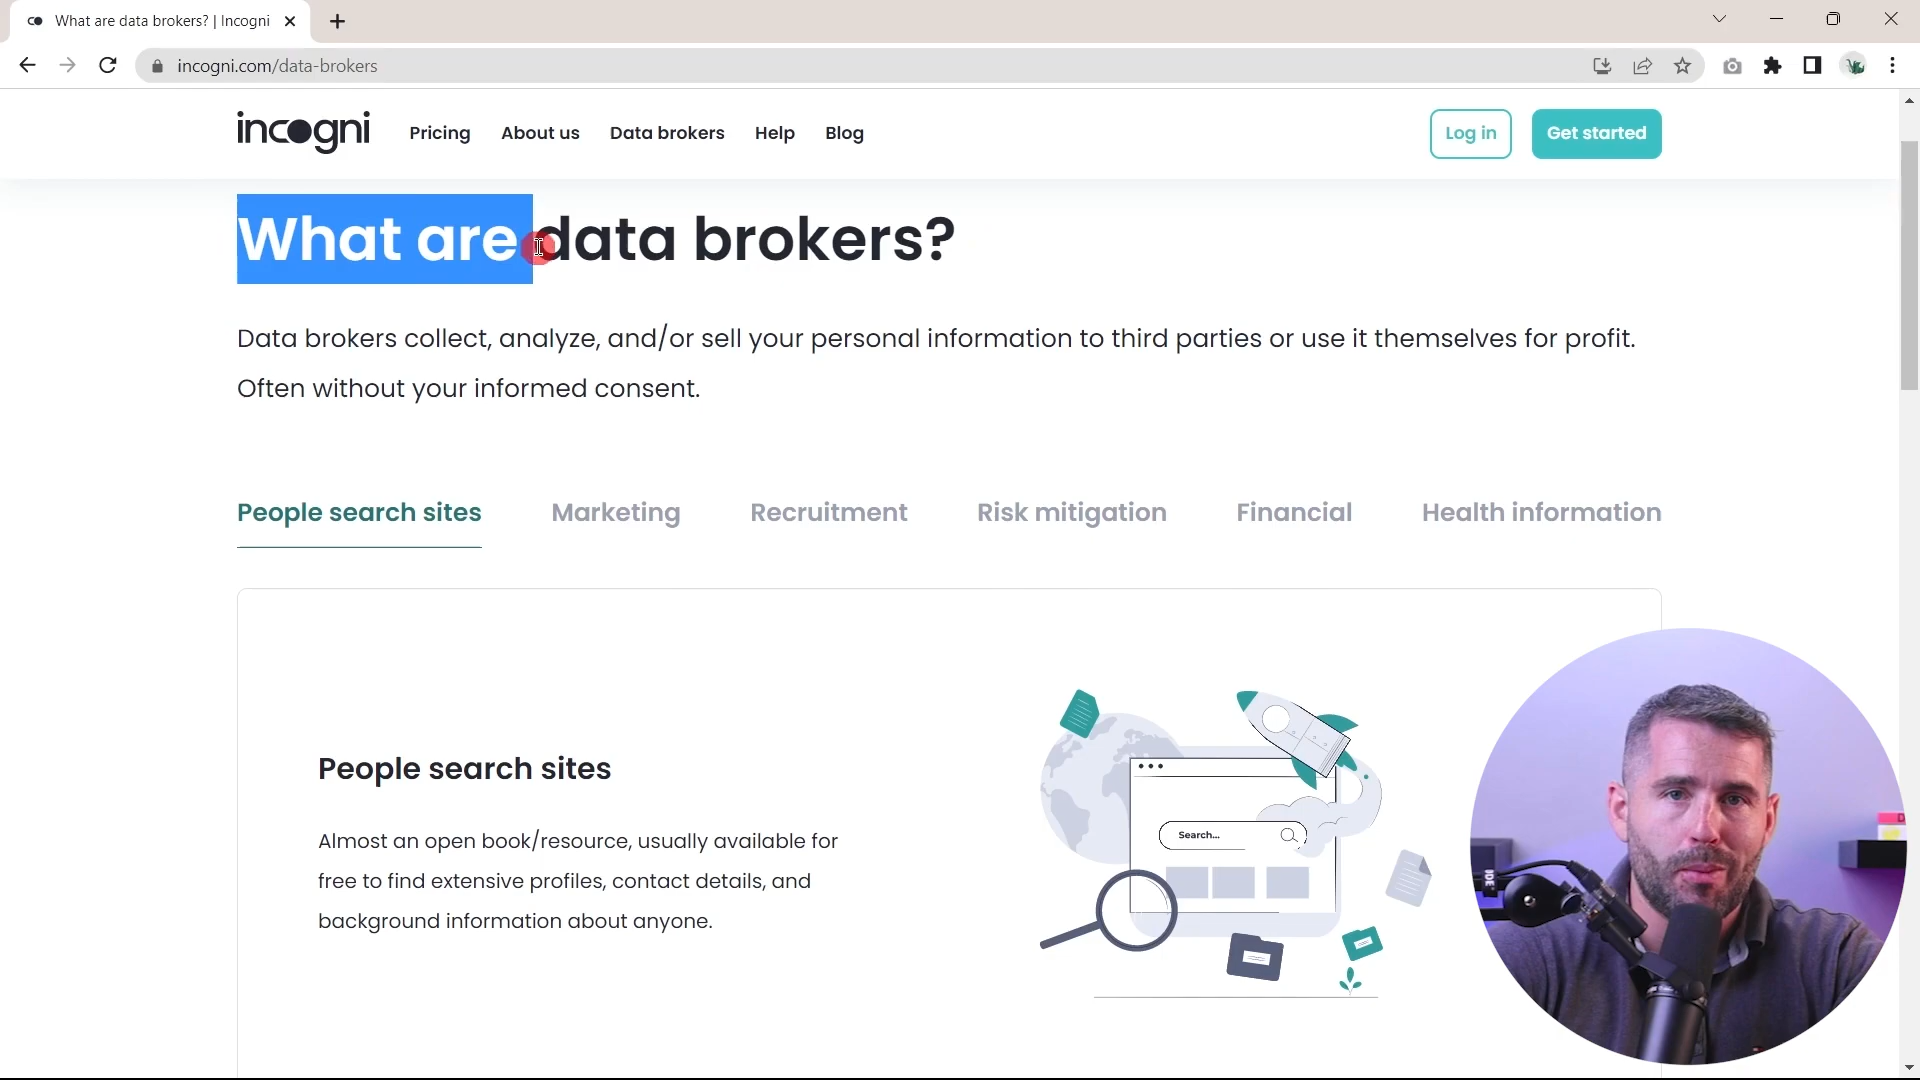 What are data brokers? | Incogni
incogni.com/data-brokers
incogni
Pricing
About us
Data brokers
Help
Blog
Log in
Get started
What are data brokers?
Data brokers collect, analyze, and/or sell your personal information to third parties or use it themselves for profit.
Often without your informed consent.
People search sites
Marketing
Recruitment
Risk mitigation
Financial
Health information
People search sites
Almost an open book/resource, usually available for
free to find extensive profiles, contact details, and
background information about anyone.
Search...